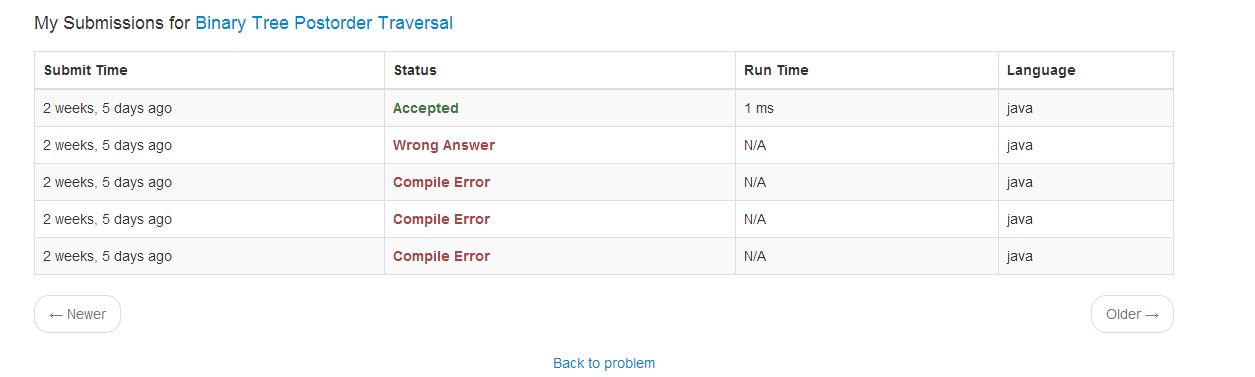 My Submissions for Binary Tree Postorder Traversal
Submit Time Status Run Time Language
2 weeks, 5 days ago Accepted 1 ms java
2 weeks, 5 days ago Wrong Answer N/A java
2 weeks, 5 days ago Compile Error N/A java
2 weeks, 5 days ago Compile Error N/A java
2 weeks, 5 days ago Compile Error N/A java
← Newer Older →
Back to problem